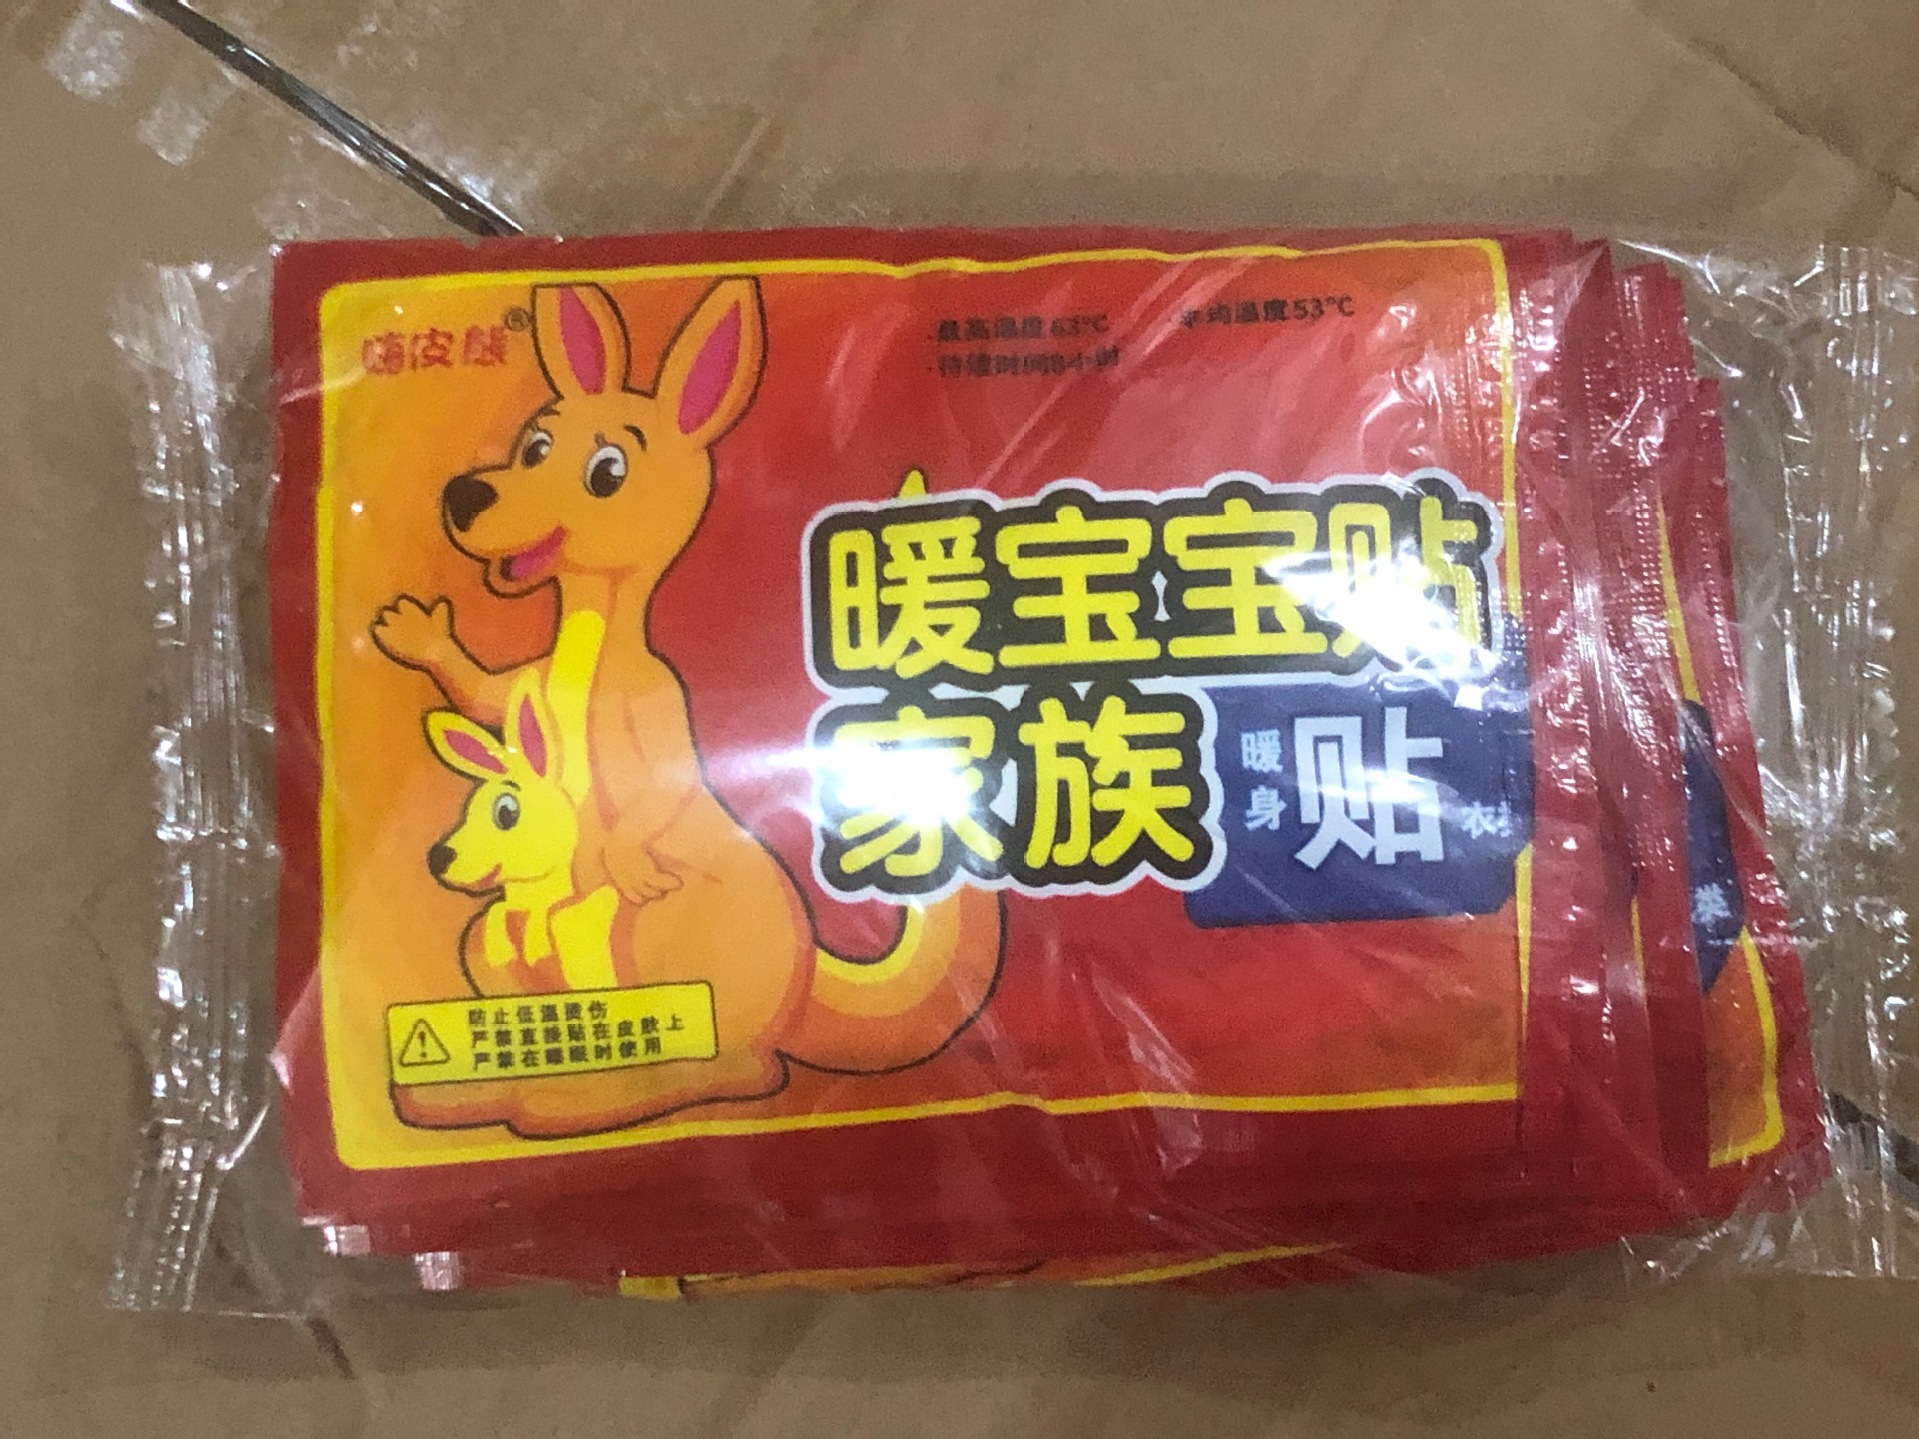 嗨皮熊®
·最高温度63℃
·平均温度53℃
暖宝宝贴
家族
暖身
贴
衣
防止低温烫伤
严禁直接贴在皮肤上
严禁在睡眠时使用
装